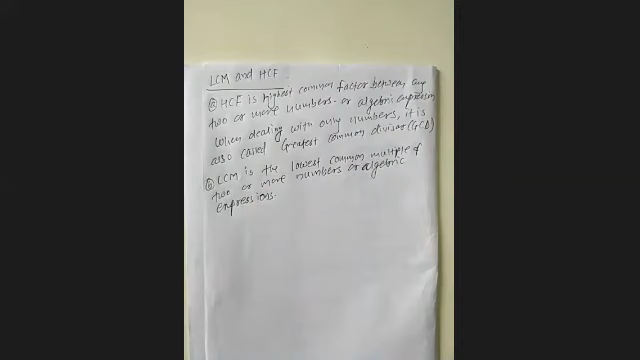 LCM and HCF
@ HCF is highest common factor between any
two or more numbers or algebric expression
when dealing with only numbers, it is
also called Greatest common divisor (GCD)
⑥ LCM is the lowest common multiple of
two or more numbers or algebric
expressions.